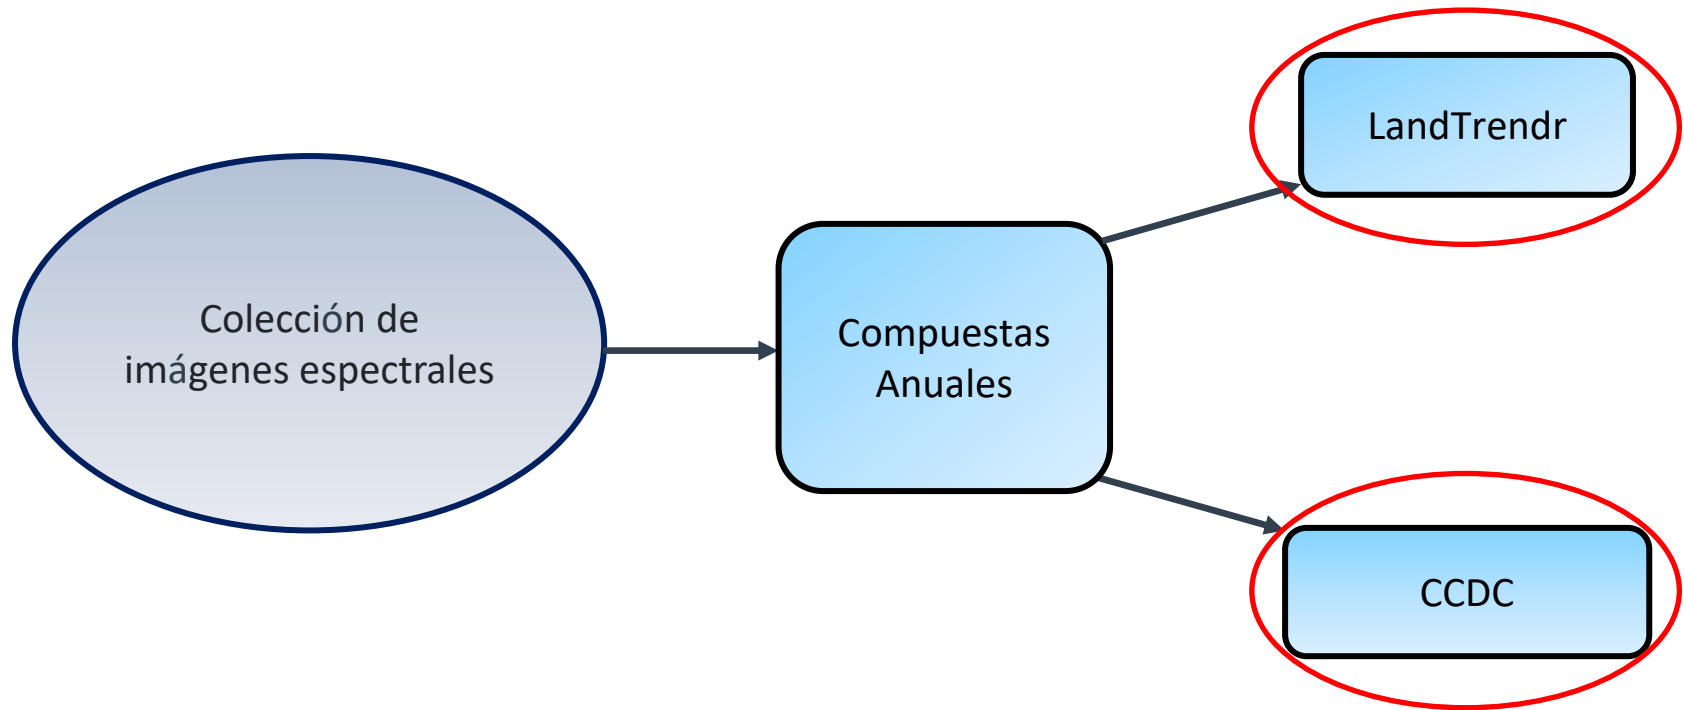 Colección de
imágenes espectrales
Compuestas
Anuales
LandTrendr
CCDC